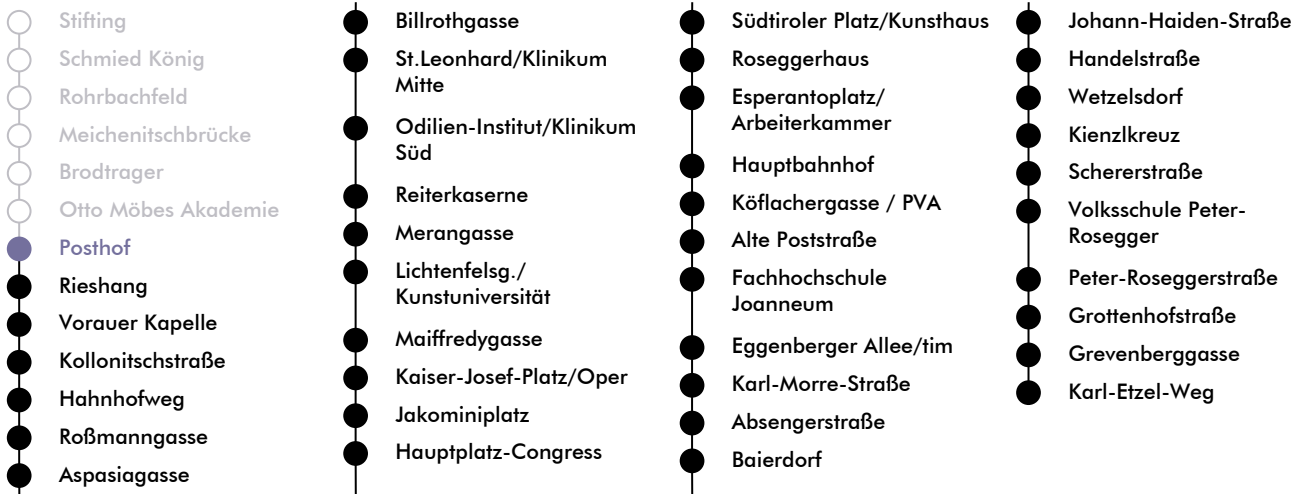 Stifting
Schmied König
Rohrbachfeld
Meichenitschbrücke
Brodtrager
Otto Möbes Akademie
Posthof
Rieshang
Vorauer Kapelle
Kollonitschstraße
Hahnhofweg
Roßmanngasse
Aspasiagasse
Billrothgasse
St.Leonhard/Klinikum
Mitte
Odilien-Institut/Klinikum
Süd
Reiterkaserne
Merangasse
Lichtenfelsg./
Kunstuniversität
Maiffredygasse
Kaiser-Josef-Platz/Oper
Jakominiplatz
Hauptplatz-Congress
Südtiroler Platz/Kunsthaus
Roseggerhaus
Esperantoplatz/
Arbeiterkammer
Hauptbahnhof
Köflachergasse / PVA
Alte Poststraße
Fachhochschule
Joanneum
Eggenberger Allee/tim
Karl-Morre-Straße
Absengerstraße
Baierdorf
Johann-Haiden-Straße
Handelstraße
Wetzelsdorf
Kienzlkreuz
Schererstraße
Volksschule Peter-
Rosegger
Peter-Roseggerstraße
Grottenhofstraße
Grevenberggasse
Karl-Etzel-Weg